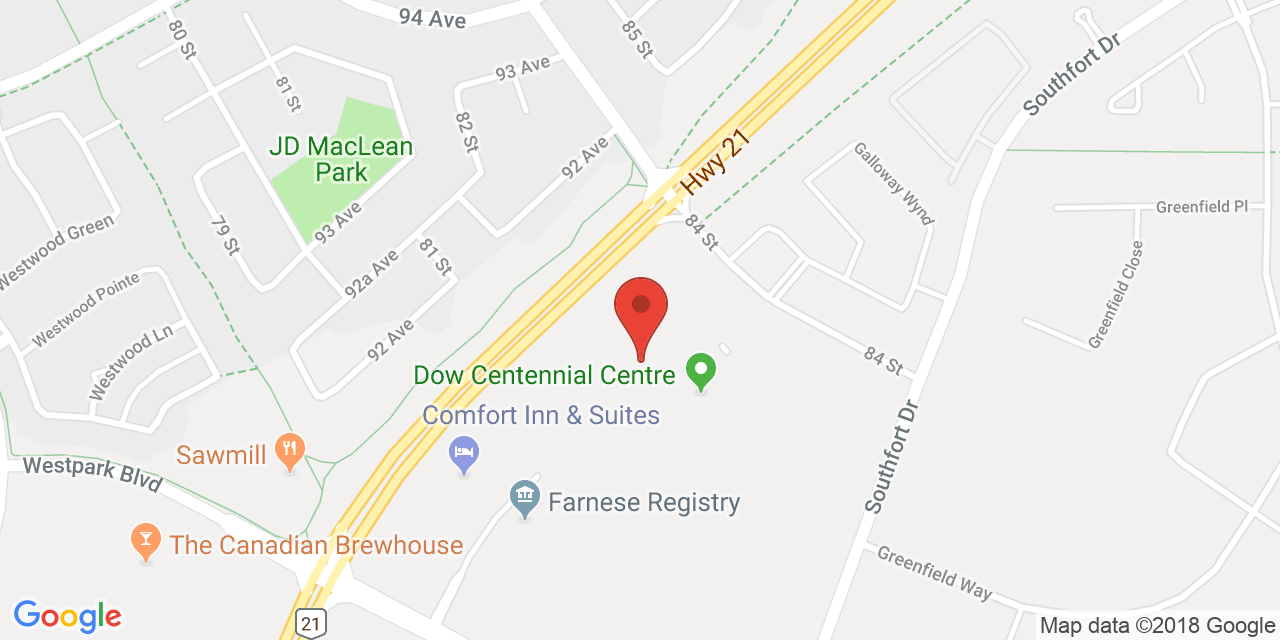 94 Ave
80 St
85 St
Southfort Dr
93 Ave
81 St
82 St
JD MacLean
Park
92 Ave
Hwy 21
Galloway Wynd
Greenfield Pl
79 St
93 Ave
84 St
Westwood Green
81 St
92a Ave
Greenfield Close
Westwood Pointe
92 Ave
Westwood Ln
84 St
Dow Centennial Centre
Comfort Inn & Suites
Sawmill
Southfort Dr
Westpark Blvd
Farnese Registry
The Canadian Brewhouse
Greenfield Way
Google
21
Map data ©2018 Google